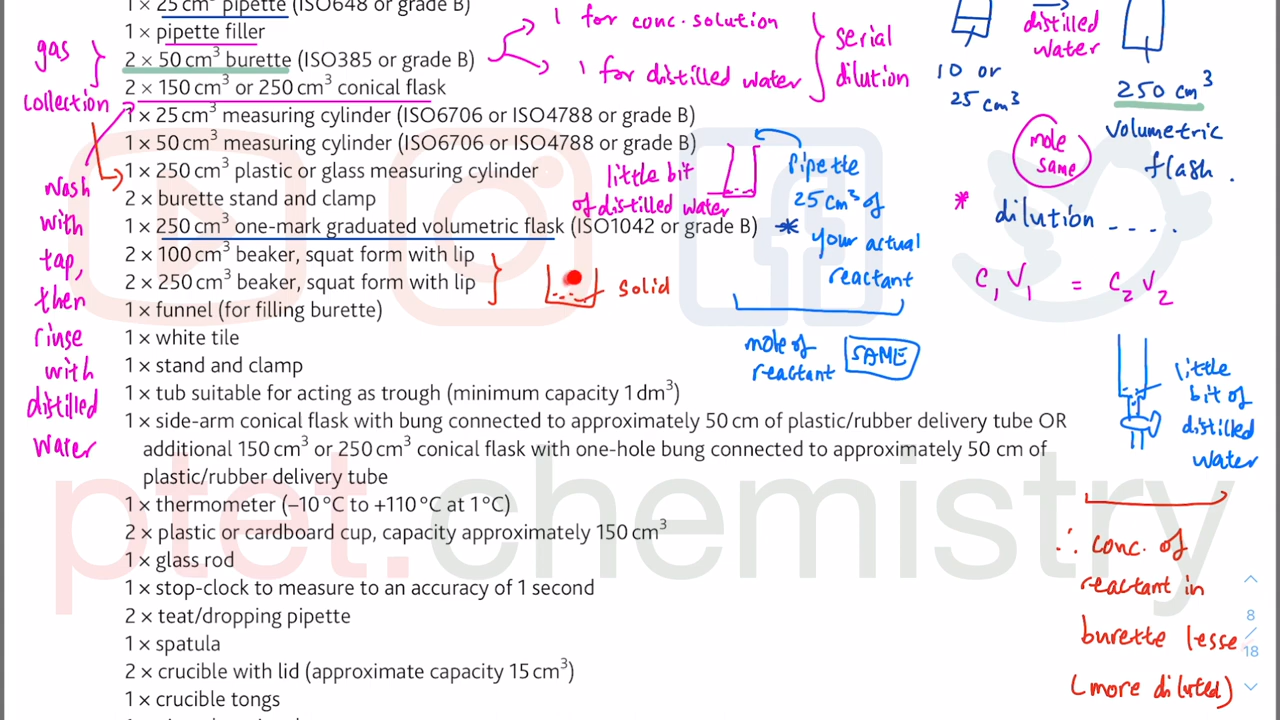 1 × 25 cm³ pipette (ISO648 or grade B)
1 × pipette filler
2 × 50 cm³ burette (ISO385 or grade B)
2 × 150 cm³ or 250 cm³ conical flask
1 × 25 cm³ measuring cylinder (ISO6706 or ISO4788 or grade B)
1 × 50 cm³ measuring cylinder (ISO6706 or ISO4788 or grade B)
1 × 250 cm³ plastic or glass measuring cylinder
2 × burette stand and clamp
1 × 250 cm³ one-mark graduated volumetric flask (ISO1042 or grade B)
2 × 100 cm³ beaker, squat form with lip
2 × 250 cm³ beaker, squat form with lip
1 × funnel (for filling burette)
1 × white tile
1 × stand and clamp
1 × tub suitable for acting as trough (minimum capacity 1 dm³)
1 × side-arm conical flask with bung connected to approximately 50 cm of plastic/rubber delivery tube OR
additional 150 cm³ or 250 cm³ conical flask with one-hole bung connected to approximately 50 cm of
plastic/rubber delivery tube
1 × thermometer (–10 °C to +110 °C at 1 °C)
2 × plastic or cardboard cup, capacity approximately 150 cm³
1 × glass rod
1 × stop-clock to measure to an accuracy of 1 second
2 × teat/dropping pipette
1 × spatula
2 × crucible with lid (approximate capacity 15 cm³)
1 × crucible tongs
gas
collection
wash
with
tap,
then
rinse
with
distilled
water
1 for conc. solution
1 for distilled water
serial
dilution
little bit
of distilled water
Pipette
25 cm³ of
* your actual
reactant
mole of
reactant SAME
solid
distilled
water
10 or
25 cm³
250 cm³
volumetric
flash.
mole
same
* dilution ....
C₁V₁ = C₂V₂
little
bit of
distilled
water
∴ conc. of
reactant in
burette lesse
(more diluted)
8
/
18
ptet.chemistry